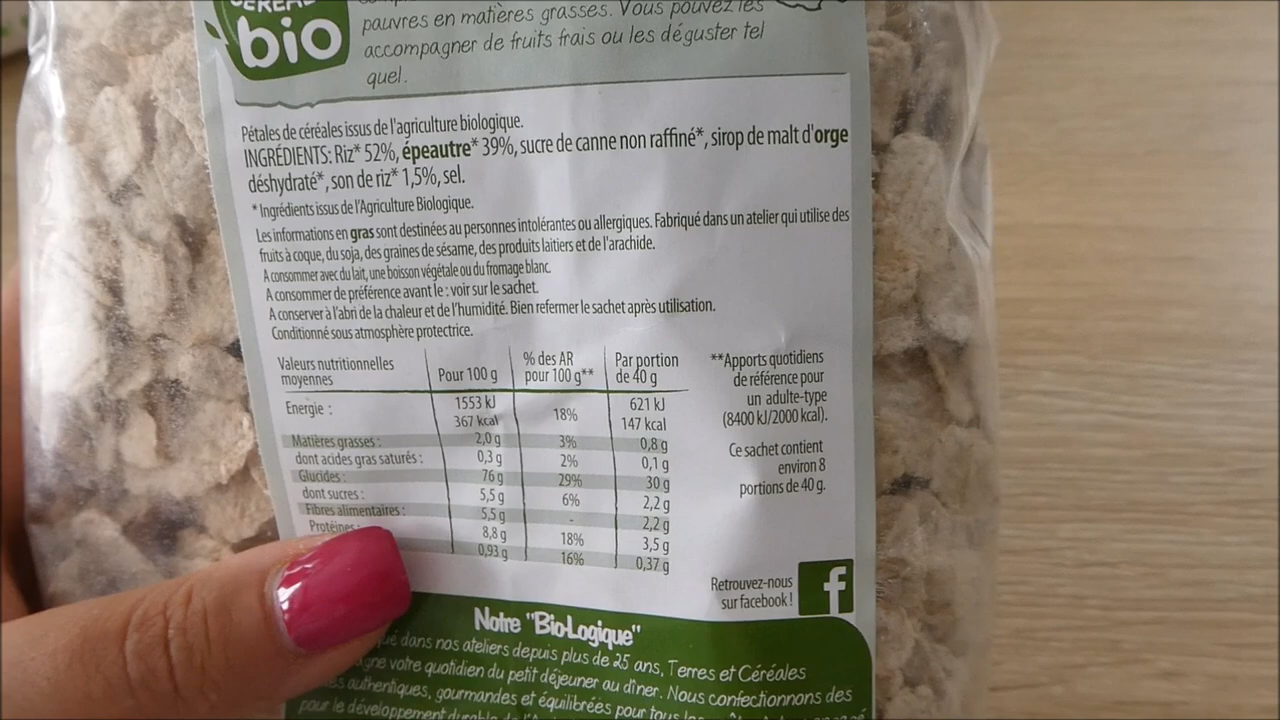 CÉRÉAL
bio
pauvres en matières grasses. Vous pouvez les
accompagner de fruits frais ou les déguster tel
quel.
Pétales de céréales issus de l'agriculture biologique.
INGRÉDIENTS: Riz* 52%, épeautre* 39%, sucre de canne non raffiné*, sirop de malt d'orge
déshydraté*, son de riz* 1,5%, sel.
* Ingrédients issus de l'Agriculture Biologique.
Les informations en gras sont destinées au personnes intolérantes ou allergiques. Fabriqué dans un atelier qui utilise des
fruits à coque, du soja, des graines de sésame, des produits laitiers et de l'arachide.
A consommer avec du lait, une boisson végétale ou du fromage blanc.
A consommer de préférence avant le : voir sur le sachet.
A conserver à l'abri de la chaleur et de l'humidité. Bien refermer le sachet après utilisation.
Conditionné sous atmosphère protectrice.
Valeurs nutritionnelles moyennes | Pour 100 g | % des AR pour 100 g** | Par portion de 40 g
Energie : 1553 kJ 367 kcal 18% 621 kJ 147 kcal
Matières grasses : 2,0 g 3% 0,8 g
dont acides gras saturés : 0,3 g 2% 0,1 g
Glucides : 76 g 29% 30 g
dont sucres : 5,5 g 6% 2,2 g
Fibres alimentaires : 5,5 g - 2,2 g
Protéines : 8,8 g 18% 3,5 g
0,93 g 16% 0,37 g
**Apports quotidiens
de référence pour
un adulte-type
(8400 kJ/2000 kcal).
Ce sachet contient
environ 8
portions de 40 g.
Retrouvez-nous
sur facebook !
f
Notre "Bio-Logique"
dans nos ateliers depuis plus de 25 ans, Terres et Céréales
votre quotidien du petit déjeuner au dîner. Nous confectionnons des
authentiques, gourmandes et équilibrées pour tous
pour le développement durable